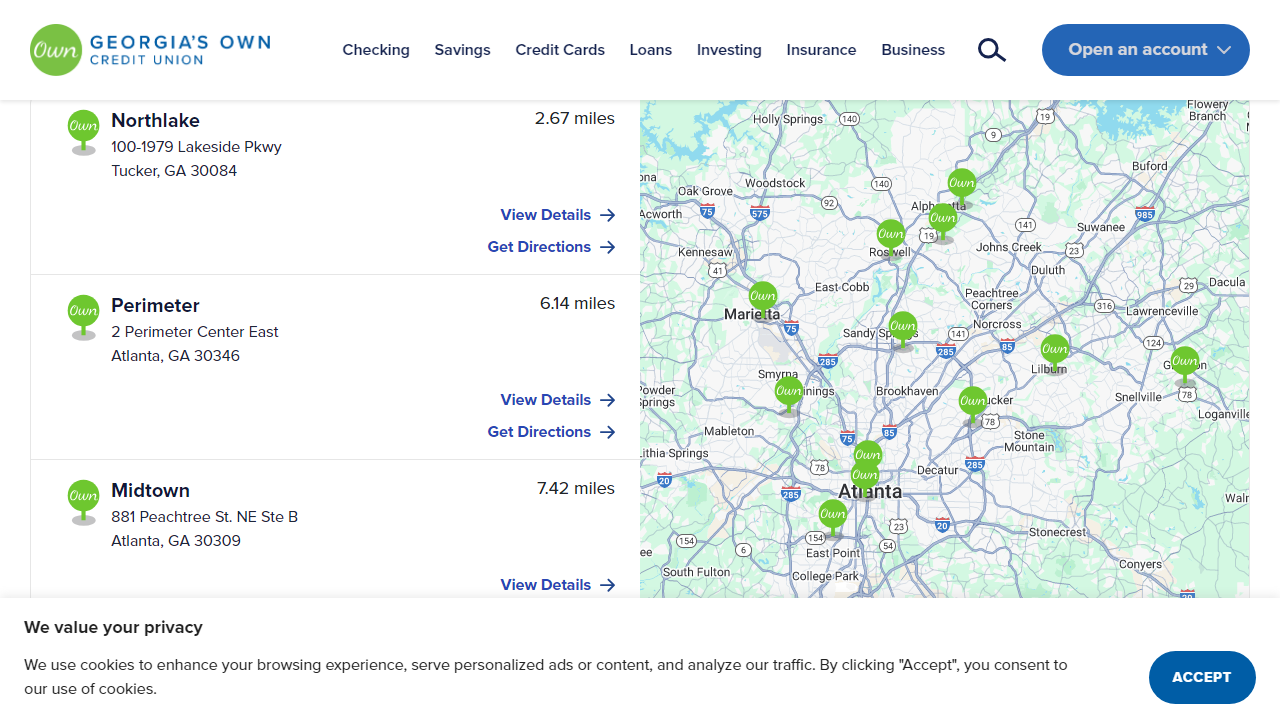 Own GEORGIA'S OWN
CREDIT UNION
Checking Savings Credit Cards Loans Investing Insurance Business
Open an account
Own Northlake 2.67 miles
100-1979 Lakeside Pkwy
Tucker, GA 30084
View Details
Get Directions
Own Perimeter 6.14 miles
2 Perimeter Center East
Atlanta, GA 30346
View Details
Get Directions
Own Midtown 7.42 miles
881 Peachtree St. NE Ste B
Atlanta, GA 30309
View Details
Flowery
Branch
Holly Springs
140
19
9
Buford
Woodstock
140
Own
Oak Grove
92
75
575
Acworth
Alpharetta
985
Own
141
Suwanee
Own
19
Roswell
Johns Creek
23
Kennesaw
41
Duluth
East Cobb
29
Dacula
Peachtree
Corners
316
Own
Marietta
Lawrenceville
75
Norcross
Own
Sandy Springs
141
285
85
124
Own
285
Lilburn
Own
78
Smyrna
Own
Powder
Springs
Brookhaven
Snellville
Own
Tucker
78
Loganville
Mableton
75
85
Stone
Mountain
Lithia Springs
Own
78
Decatur
285
20
Own
Atlanta
285
Own
23
20
154
Stonecrest
154
6
54
East Point
Conyers
South Fulton
College Park
20
We value your privacy
We use cookies to enhance your browsing experience, serve personalized ads or content, and analyze our traffic. By clicking "Accept", you consent to
our use of cookies.
ACCEPT